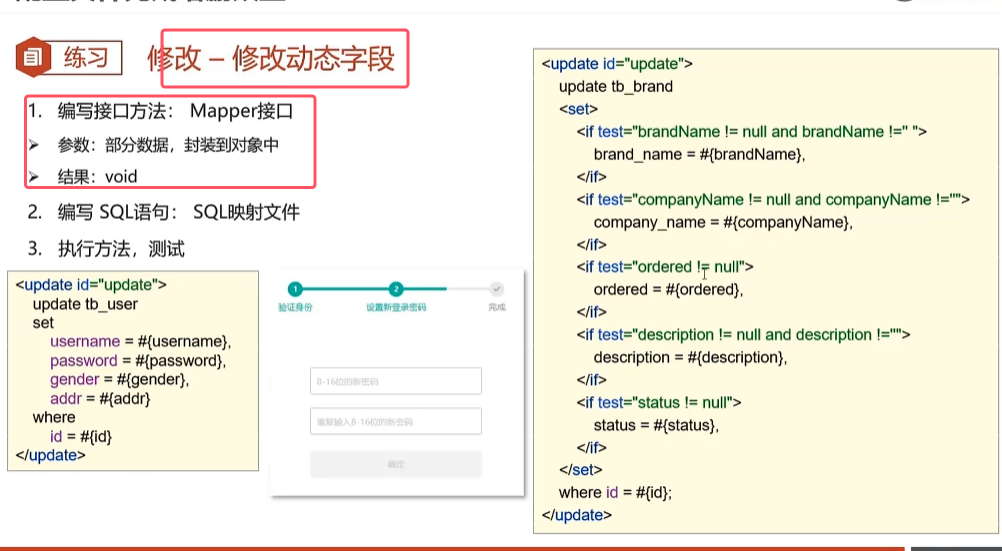 练习
修改 – 修改动态字段
1. 编写接口方法： Mapper接口
➢ 参数：部分数据，封装到对象中
➢ 结果：void
2. 编写 SQL语句： SQL映射文件
3. 执行方法，测试
<update id="update">
update tb_user
set
username = #{username},
password = #{password},
gender = #{gender},
addr = #{addr}
where
id = #{id}
</update>
1
2
验证身份
设置新登录密码
完成
8-16位的新密码
重复输入8-16位的新密码
确定
<update id="update">
update tb_brand
<set>
<if test="brandName != null and brandName !=" ">
brand_name = #{brandName},
</if>
<if test="companyName != null and companyName !="">
company_name = #{companyName},
</if>
<if test="ordered != null">
ordered = #{ordered},
</if>
<if test="description != null and description !="">
description = #{description},
</if>
<if test="status != null">
status = #{status},
</if>
</set>
where id = #{id};
</update>